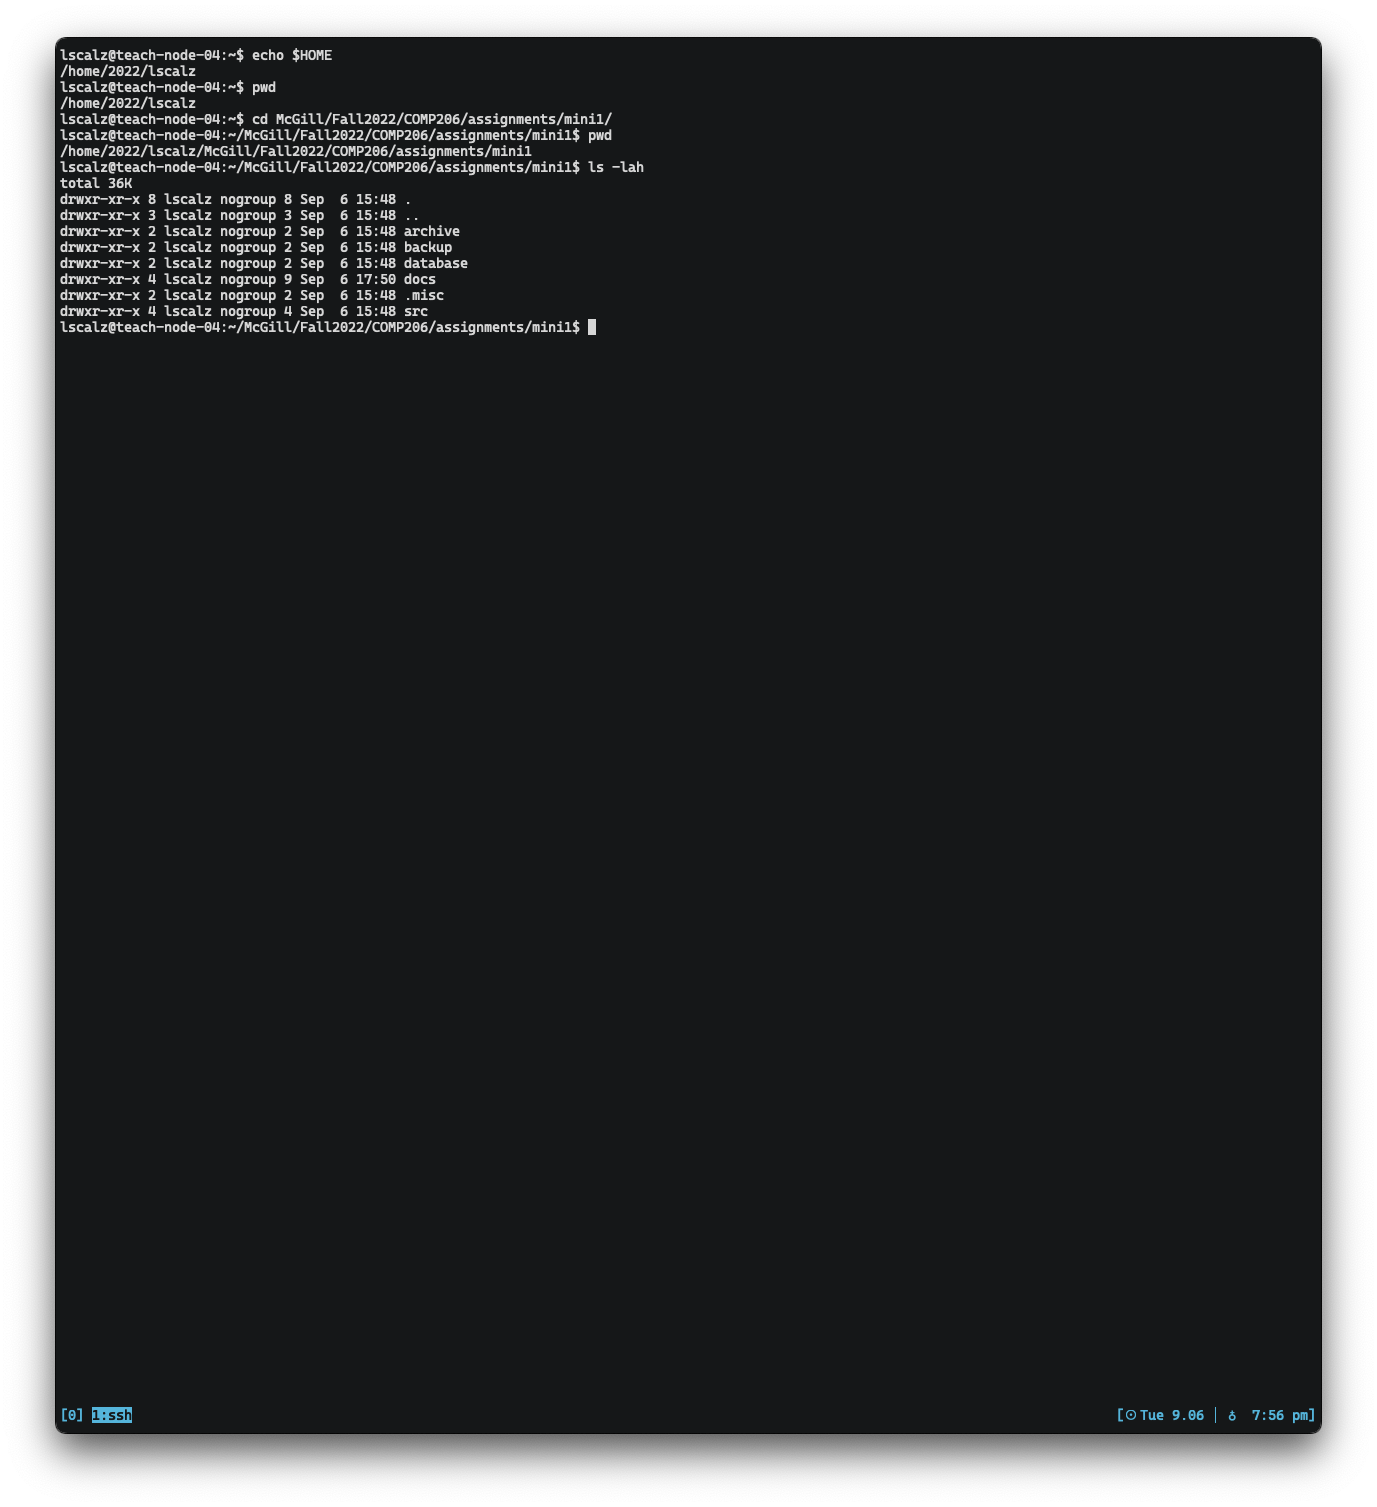 lscalz@teach-node-04:~$ echo $HOME
/home/2022/lscalz
lscalz@teach-node-04:~$ pwd
/home/2022/lscalz
lscalz@teach-node-04:~$ cd McGill/Fall2022/COMP206/assignments/mini1/
lscalz@teach-node-04:~/McGill/Fall2022/COMP206/assignments/mini1$ pwd
/home/2022/lscalz/McGill/Fall2022/COMP206/assignments/mini1
lscalz@teach-node-04:~/McGill/Fall2022/COMP206/assignments/mini1$ ls -lah
total 36K
drwxr-xr-x 8 lscalz nogroup 8 Sep  6 15:48 .
drwxr-xr-x 3 lscalz nogroup 3 Sep  6 15:48 ..
drwxr-xr-x 2 lscalz nogroup 2 Sep  6 15:48 archive
drwxr-xr-x 2 lscalz nogroup 2 Sep  6 15:48 backup
drwxr-xr-x 2 lscalz nogroup 2 Sep  6 15:48 database
drwxr-xr-x 4 lscalz nogroup 9 Sep  6 17:50 docs
drwxr-xr-x 2 lscalz nogroup 2 Sep  6 15:48 .misc
drwxr-xr-x 4 lscalz nogroup 4 Sep  6 15:48 src
lscalz@teach-node-04:~/McGill/Fall2022/COMP206/assignments/mini1$
[0] 1:ssh [☉ Tue 9.06 │ ♁ 7:56 pm]